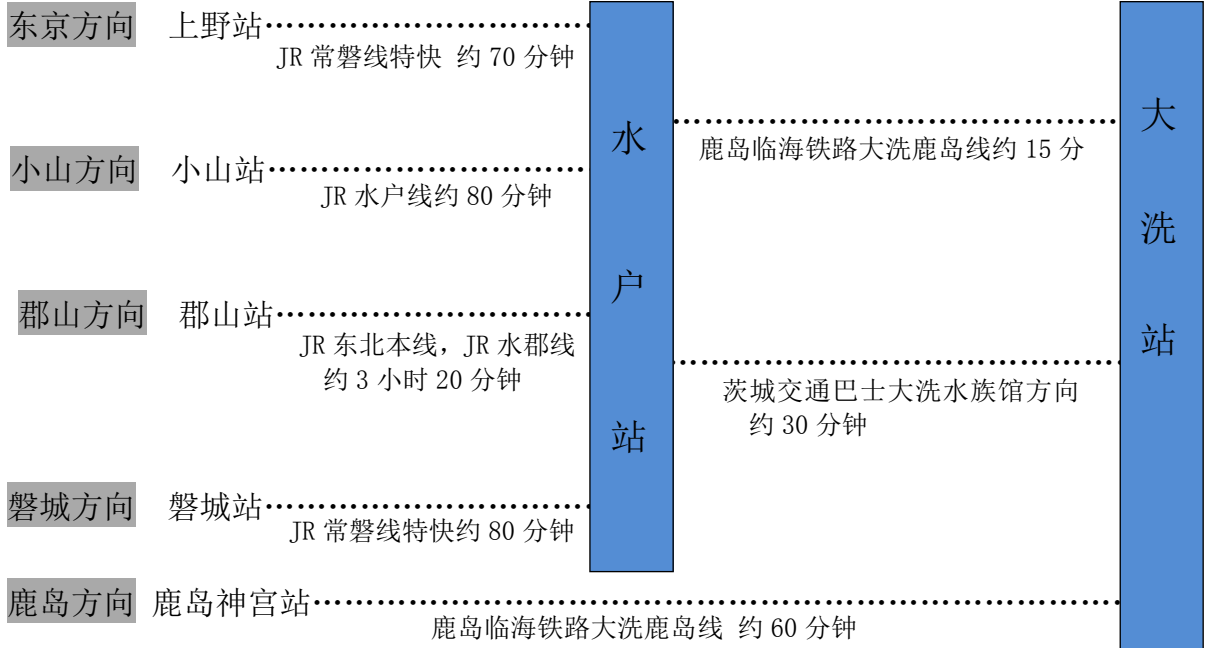 东京方向 上野站
JR 常磐线特快 约 70 分钟
小山方向 小山站
JR 水户线约 80 分钟
郡山方向 郡山站
JR 东北本线，JR 水郡线
约 3 小时 20 分钟
磐城方向 磐城站
JR 常磐线特快约 80 分钟
鹿岛方向 鹿岛神宫站
鹿岛临海铁路大洗鹿岛线 约 60 分钟
水户站
鹿岛临海铁路大洗鹿岛线约 15 分
茨城交通巴士大洗水族馆方向
约 30 分钟
大洗站